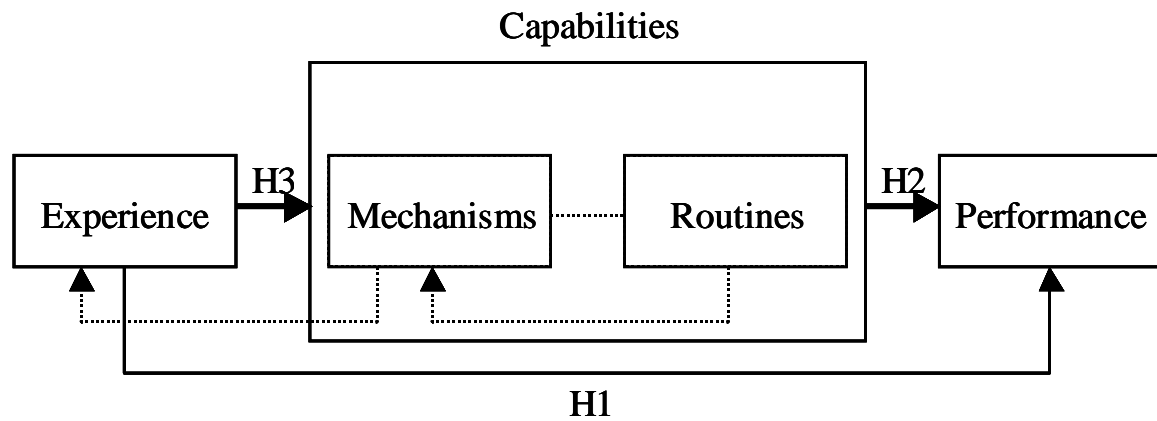 Capabilities
H3
H2
Experience
Mechanisms
Routines
Performance
H1